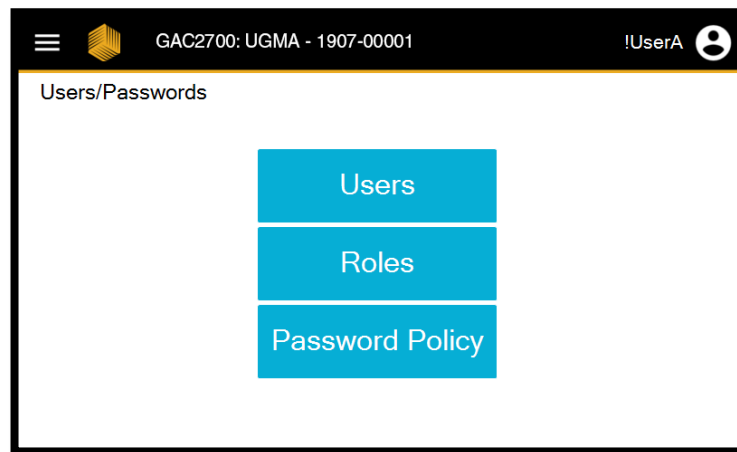 GAC2700: UGMA - 1907-00001 !UserA
Users/Passwords
Users
Roles
Password Policy